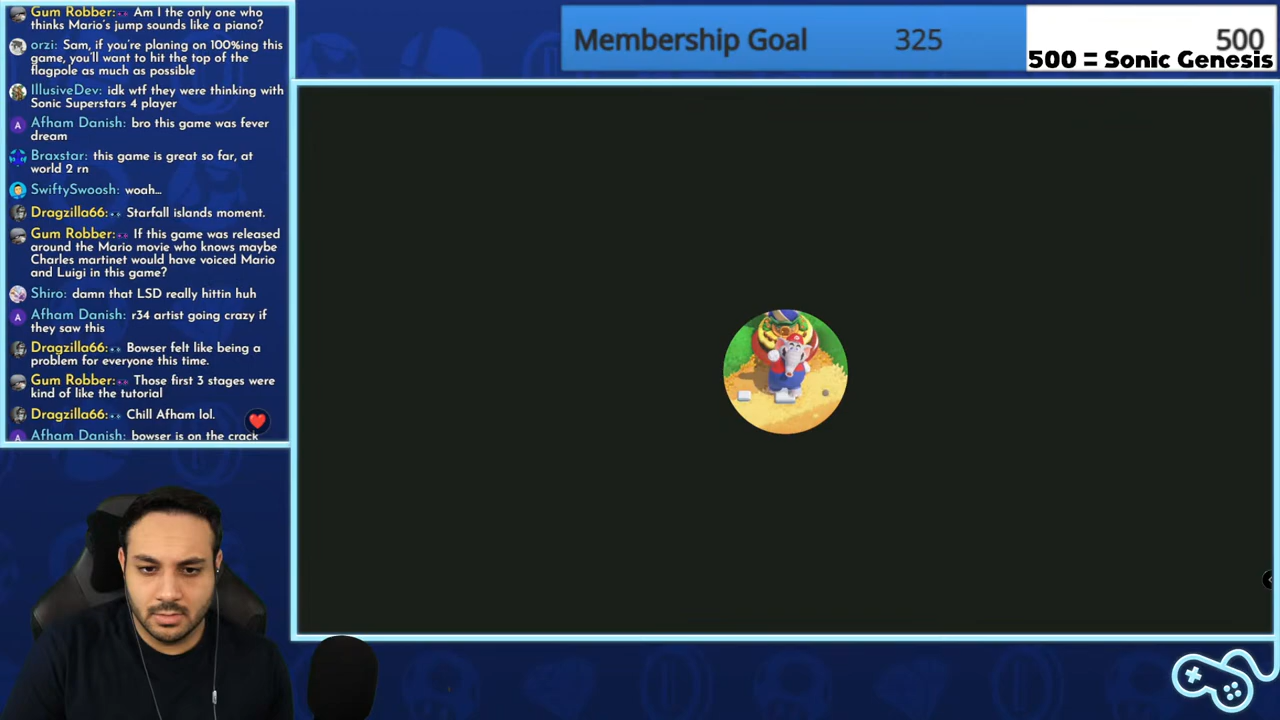 Gum Robber: Am I the only one who
thinks Mario's jump sounds like a piano?
orzi: Sam, if you're planing on 100%ing this
game, you'll want to hit the top of the
flagpole as much as possible
IllusiveDev: idk wtf they were thinking with
Sonic Superstars 4 player
A Afham Danish: bro this game was fever
dream
Braxstar: this game is great so far, at
world 2 rn
SwiftySwoosh: woah...
Dragzilla66: Starfall islands moment.
Gum Robber: If this game was released
around the Mario movie who knows maybe
Charles martinet would have voiced Mario
and Luigi in this game?
Shiro: damn that LSD really hittin huh
A Afham Danish: r34 artist going crazy if
they saw this
Dragzilla66: Bowser felt like being a
problem for everyone this time.
Gum Robber: Those first 3 stages were
kind of like the tutorial
Dragzilla66: Chill Afham lol.
A Afham Danish: bowser is on the crack
Membership Goal 325 500
500 = Sonic Genesis